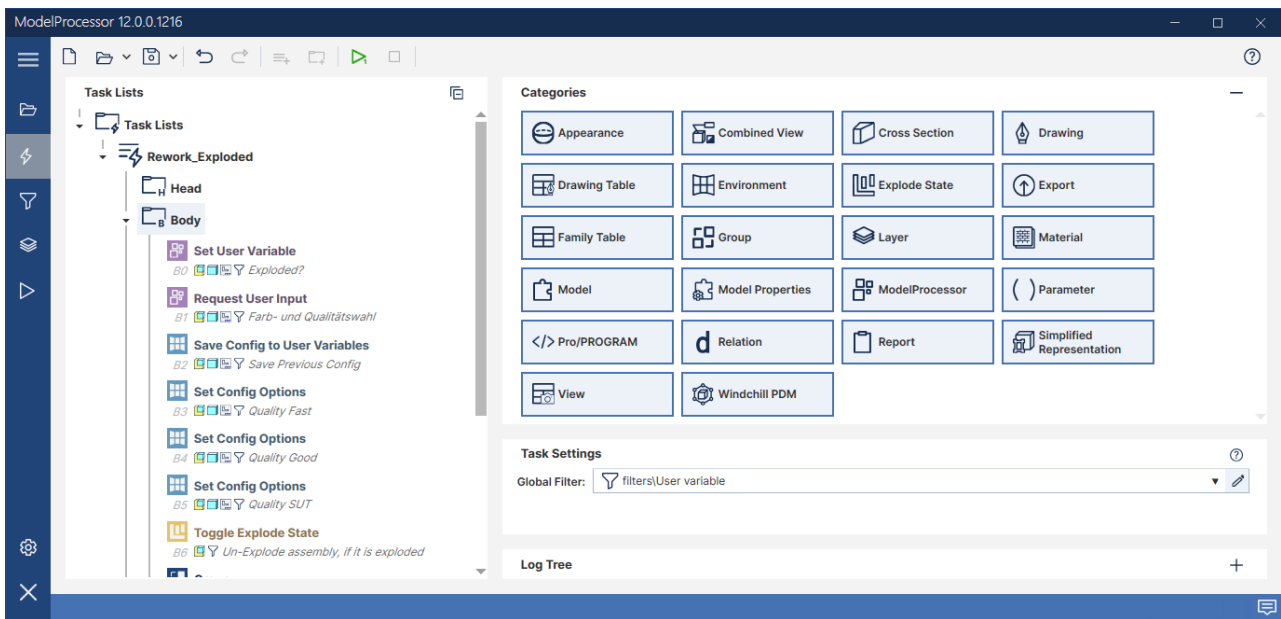 ModelProcessor 12.0.0.1216
Task Lists
Task Lists
Rework_Exploded
Head
Body
Set User Variable
B0 Exploded?
Request User Input
B1 Farb- und Qualitätswahl
Save Config to User Variables
B2 Save Previous Config
Set Config Options
B3 Quality Fast
Set Config Options
B4 Quality Good
Set Config Options
B5 Quality SUT
Toggle Explode State
B6 Un-Explode assembly, if it is exploded
Categories
Appearance
Combined View
Cross Section
Drawing
Drawing Table
Environment
Explode State
Export
Family Table
Group
Layer
Material
Model
Model Properties
ModelProcessor
( ) Parameter
</> Pro/PROGRAM
d Relation
Report
Simplified
Representation
View
Windchill PDM
Task Settings
Global Filter: filters\User variable
Log Tree